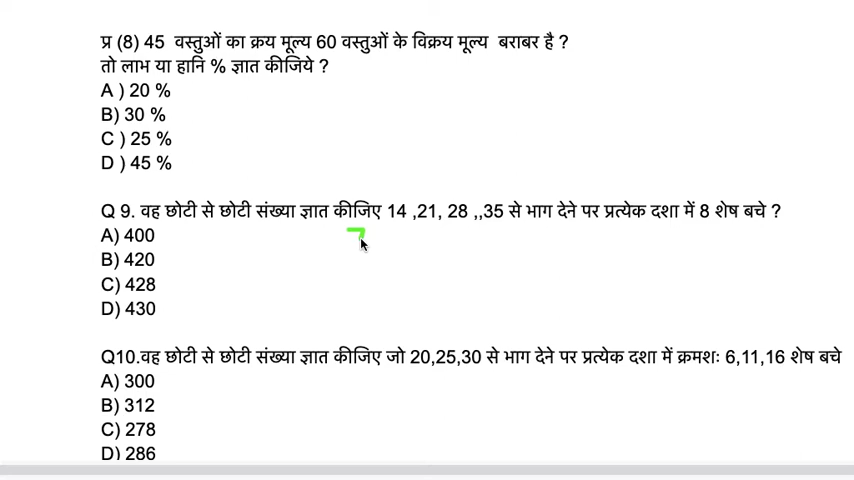 प्र (8) 45 वस्तुओं का क्रय मूल्य 60 वस्तुओं के विक्रय मूल्य बराबर है ?
तो लाभ या हानि % ज्ञात कीजिये ?
A ) 20 %
B) 30 %
C ) 25 %
D ) 45 %
Q 9. वह छोटी से छोटी संख्या ज्ञात कीजिए 14 ,21, 28 ,,35 से भाग देने पर प्रत्येक दशा में 8 शेष बचे ?
A) 400
B) 420
C) 428
D) 430
Q10.वह छोटी से छोटी संख्या ज्ञात कीजिए जो 20,25,30 से भाग देने पर प्रत्येक दशा में क्रमशः 6,11,16 शेष बचे
A) 300
B) 312
C) 278
D) 286